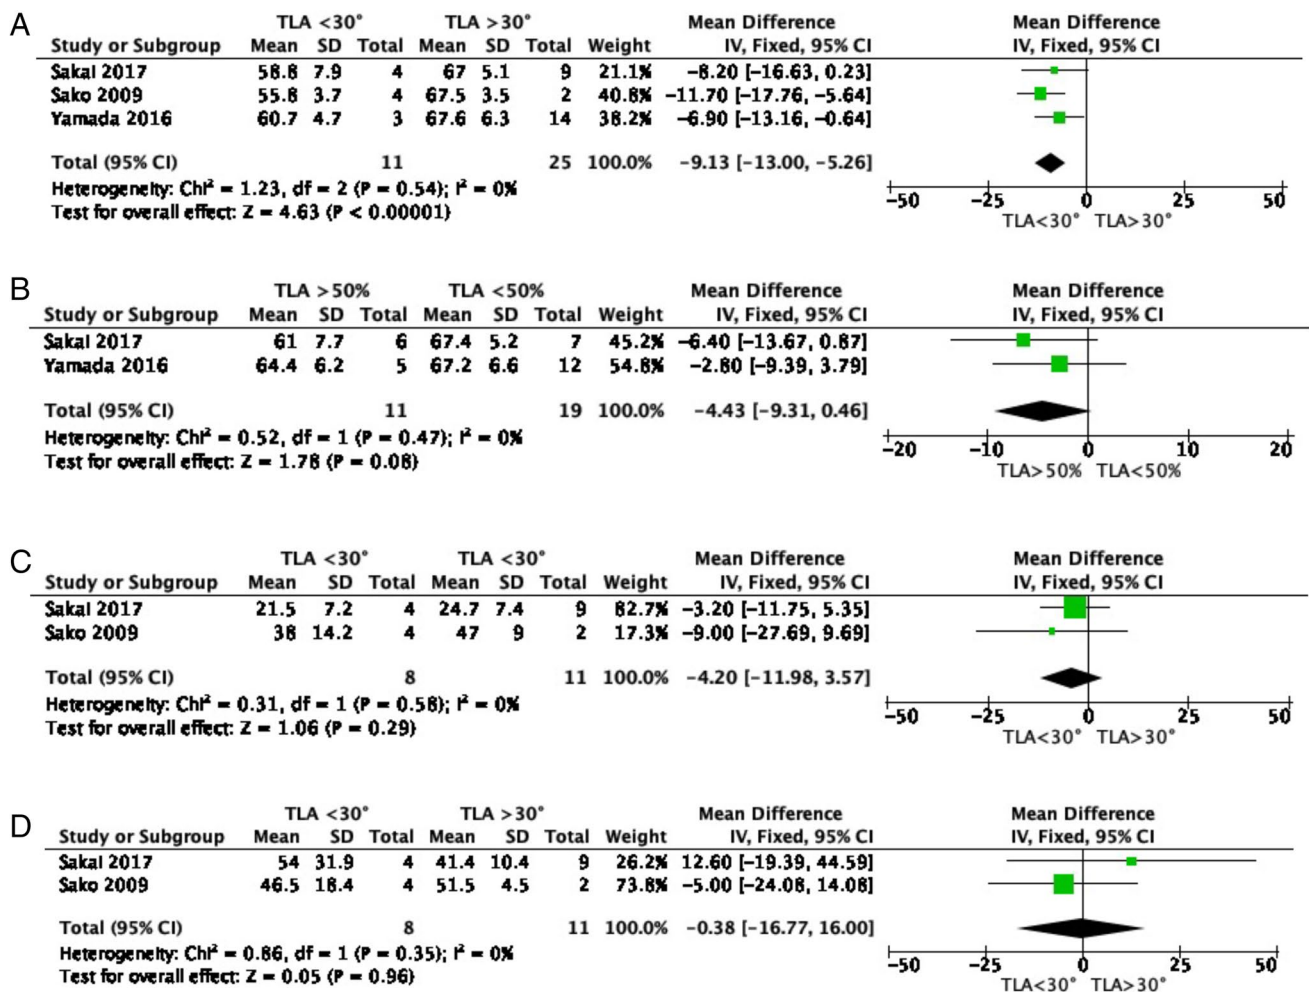 A
TLA <30° TLA >30° Mean Difference Mean Difference
Study or Subgroup Mean SD Total Mean SD Total Weight IV, Fixed, 95% CI IV, Fixed, 95% CI
Sakai 2017 58.8 7.9 4 67 5.1 9 21.1% −8.20 [−16.63, 0.23]
Sako 2009 55.8 3.7 4 67.5 3.5 2 40.8% −11.70 [−17.76, −5.64]
Yamada 2016 60.7 4.7 3 67.6 6.3 14 38.2% −6.90 [−13.16, −0.64]
Total (95% CI) 11 25 100.0% −9.13 [−13.00, −5.26]
Heterogeneity: Chi² = 1.23, df = 2 (P = 0.54); I² = 0%
Test for overall effect: Z = 4.63 (P < 0.00001)
−50 −25 0 25 50
TLA<30° TLA>30°
B
TLA >50% TLA <50% Mean Difference Mean Difference
Study or Subgroup Mean SD Total Mean SD Total Weight IV, Fixed, 95% CI IV, Fixed, 95% CI
Sakai 2017 61 7.7 6 67.4 5.2 7 45.2% −6.40 [−13.67, 0.87]
Yamada 2016 64.4 6.2 5 67.2 6.6 12 54.8% −2.80 [−9.39, 3.79]
Total (95% CI) 11 19 100.0% −4.43 [−9.31, 0.46]
Heterogeneity: Chi² = 0.52, df = 1 (P = 0.47); I² = 0%
Test for overall effect: Z = 1.78 (P = 0.08)
−20 −10 0 10 20
TLA>50% TLA<50%
C
TLA <30° TLA <30° Mean Difference Mean Difference
Study or Subgroup Mean SD Total Mean SD Total Weight IV, Fixed, 95% CI IV, Fixed, 95% CI
Sakai 2017 21.5 7.2 4 24.7 7.4 9 82.7% −3.20 [−11.75, 5.35]
Sako 2009 38 14.2 4 47 9 2 17.3% −9.00 [−27.69, 9.69]
Total (95% CI) 8 11 100.0% −4.20 [−11.98, 3.57]
Heterogeneity: Chi² = 0.31, df = 1 (P = 0.58); I² = 0%
Test for overall effect: Z = 1.06 (P = 0.29)
−50 −25 0 25 50
TLA<30° TLA>30°
D
TLA <30° TLA >30° Mean Difference Mean Difference
Study or Subgroup Mean SD Total Mean SD Total Weight IV, Fixed, 95% CI IV, Fixed, 95% CI
Sakai 2017 54 31.9 4 41.4 10.4 9 26.2% 12.60 [−19.39, 44.59]
Sako 2009 46.5 18.4 4 51.5 4.5 2 73.8% −5.00 [−24.08, 14.08]
Total (95% CI) 8 11 100.0% −0.38 [−16.77, 16.00]
Heterogeneity: Chi² = 0.86, df = 1 (P = 0.35); I² = 0%
Test for overall effect: Z = 0.05 (P = 0.96)
−50 −25 0 25 50
TLA<30° TLA>30°